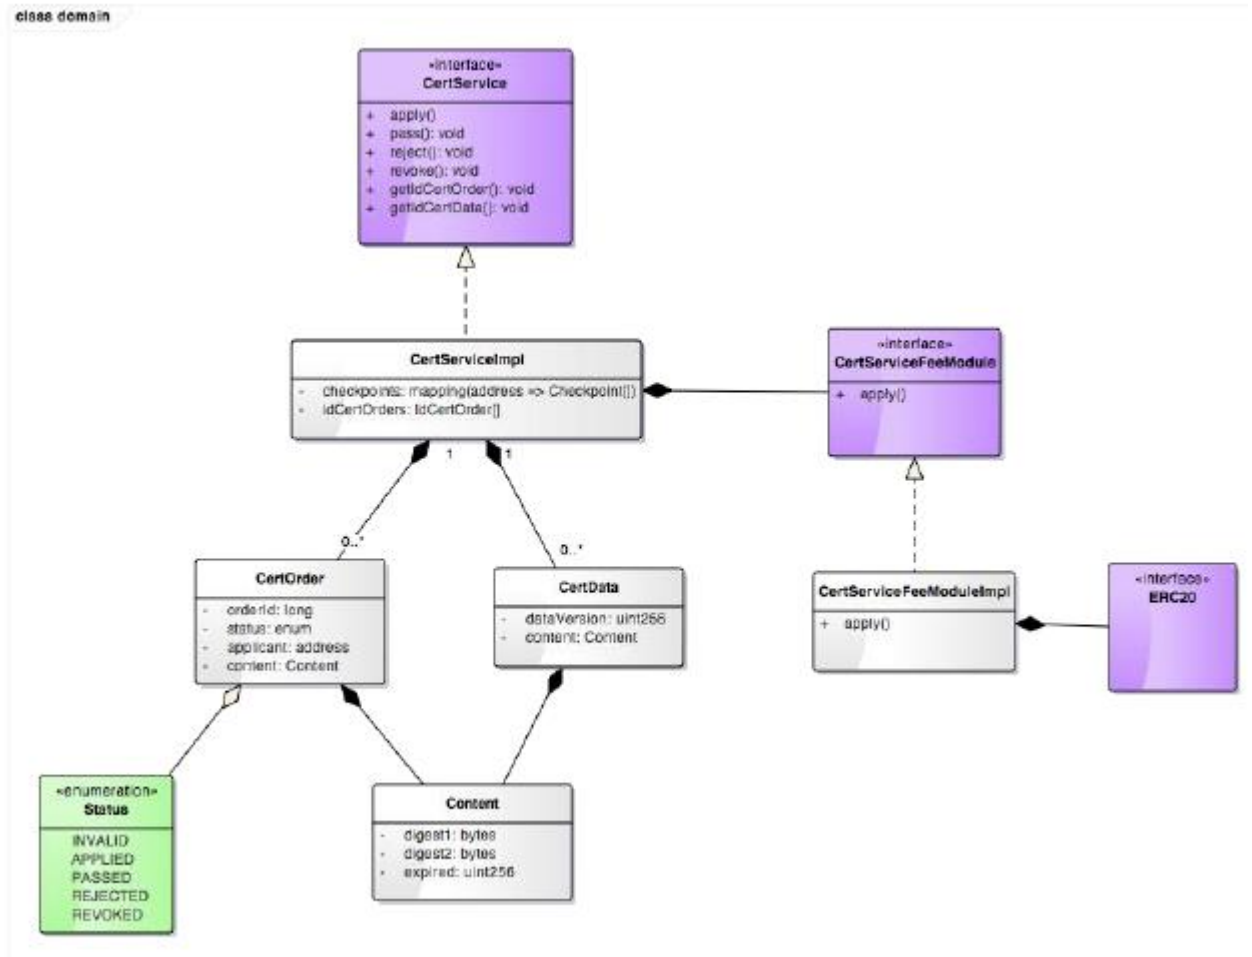 class domain
«interface»
CertService
+ apply()
+ pass(): void
+ reject(): void
+ revoke(): void
+ getIdCertOrder(): void
+ getIdCertData(): void
CertServiceImpl
- checkpoints: mapping(address => Checkpoint[])
- idCertOrders: IdCertOrder[]
«interface»
CertServiceFeeModule
+ apply()
1
1
0..*
0..*
CertOrder
- orderId: long
- status: enum
- applicant: address
- content: Content
CertData
- dataVersion: uint256
- content: Content
CertServiceFeeModuleImpl
+ apply()
«interface»
ERC20
«enumeration»
Status
INVALID
APPLIED
PASSED
REJECTED
REVOKED
Content
- digest1: bytes
- digest2: bytes
- expired: uint256